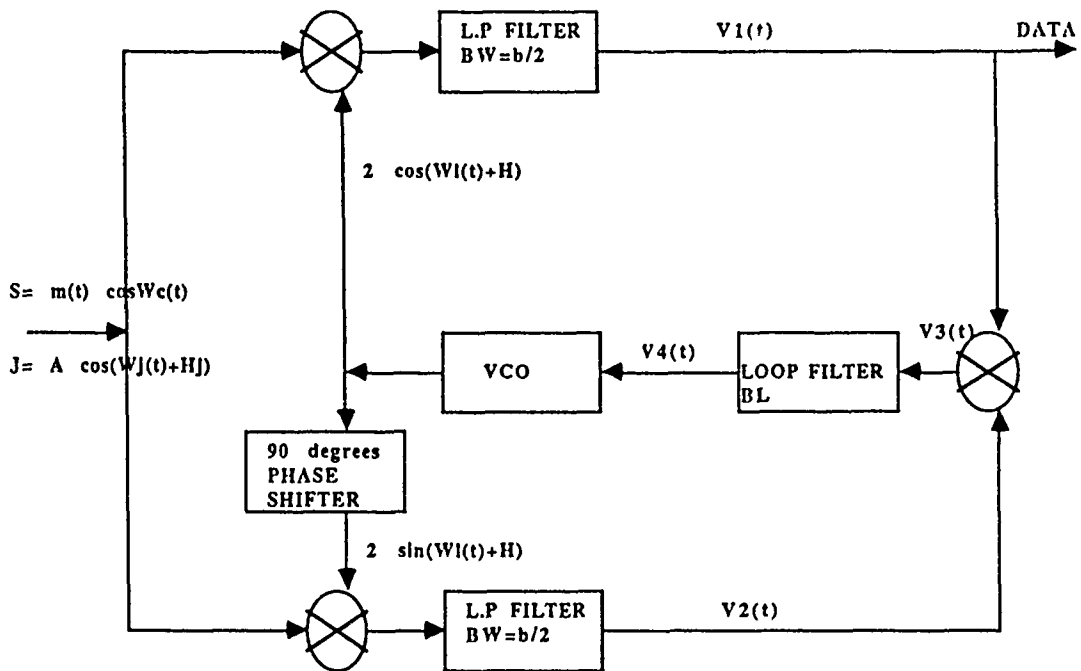 L.P FILTER
BW=b/2
V1(t)
DATA
2 cos(Wl(t)+H)
S= m(t) cosWc(t)
J= A cos(Wj(t)+Hj)
VCO
V4(t)
LOOP FILTER
BL
V3(t)
90 degrees
PHASE
SHIFTER
2 sin(Wl(t)+H)
L.P FILTER
BW=b/2
V2(t)